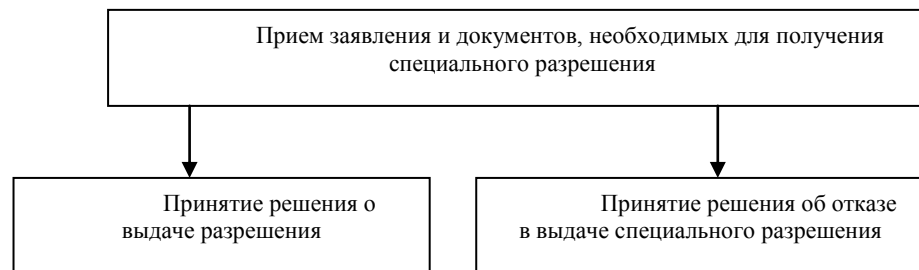 Прием заявления и документов, необходимых для получения
специального разрешения
Принятие решения о
выдаче разрешения
Принятие решения об отказе
в выдаче специального разрешения